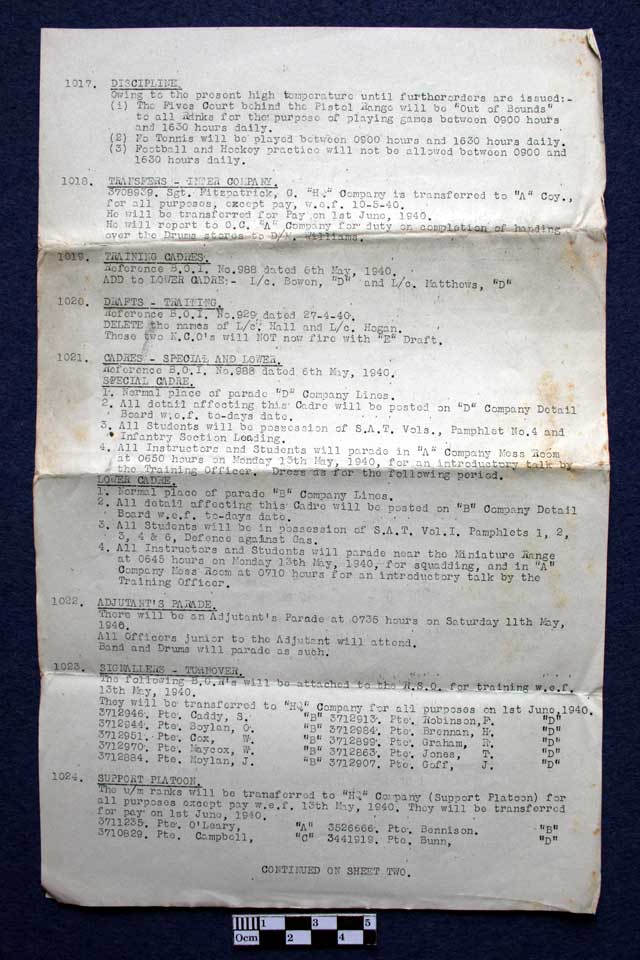 1017. DISCIPLINE.
Owing to the present high temperature until furtherorders are issued:-
(1) The Fives Court behind the Pistol Range will be "Out of Bounds"
to all Ranks for the purpose of playing games between 0900 hours
and 1630 hours daily.
(2) No Tennis will be played between 0900 hours and 1630 hours daily.
(3) Football and Hockey practice will not be allowed between 0900 and
1630 hours daily.
1018. TRANSFERS - INTER COMPANY.
3708939. Sgt. Fitzpatrick, C. "HQ" Company is transferred to "A" Coy.,
for all purposes, except pay, w.e.f. 10-5-40.
He will be transferred for Pay on 1st June, 1940.
He will report to O.C. "A" Company for duty on completion of handing
over the Drums stores to D/M. Williams.
1019. TRAINING CADRES.
Reference B.O.I. No.988 dated 6th May, 1940.
ADD to LOWER CADRE:- L/c. Bowen, "D" and L/c. Matthews, "D"
1020. DRAFTS - TRAINING.
Reference B.O.I. No.929 dated 27-4-40.
DELETE the names of L/c. Hall and L/c. Hogan.
These two N.C.O's will NOT now fire with "E" Draft.
1021. CADRES - SPECIAL AND LOWER.
Reference B.O.I. No.988 dated 6th May, 1940.
SPECIAL CADRE.
1. Normal place of parade "D" Company Lines.
2. All detail affecting this Cadre will be posted on "D" Company Detail
Board w.e.f. to-days date.
3. All Students will be possession of S.A.T. Vols., Pamphlet No.4 and
Infantry Section Leading.
4. All Instructors and Students will parade in "A" Company Mess Room
at 0650 hours on Monday 13th May, 1940, for an introductory talk by
the Training Officer. Dress as for the following period.
LOWER CADRE.
1. Normal place of parade "B" Company Lines.
2. All detail affecting this Cadre will be posted on "B" Company Detail
Board w.e.f. to-days date.
3. All Students will be in possession of S.A.T. Vol.I. Pamphlets 1, 2,
3, 4 & 6, Defence against Gas.
4. All Instructors and Students will parade near the Miniature Range
at 0645 hours on Monday 13th May, 1940, for squadding, and in "A"
Company Mess Room at 0710 hours for an introductory talk by the
Training Officer.
1022. ADJUTANT'S PARADE.
There will be an Adjutant's Parade at 0735 hours on Saturday 11th May,
1940.
All Officers junior to the Adjutant will attend.
Band and Drums will parade as such.
1023. SIGNALLERS - TURNOVER.
The following B.O.R's will be attached to the R.S.O. for training w.e.f.
13th May, 1940.
They will be transferred to "HQ" Company for all purposes on 1st June,1940.
3712946. Pte. Caddy, S. "B" 3712913. Pte. Robinson,F. "D"
3712944. Pte. Boylan, G. "B" 3712984. Pte. Brennan, H. "D"
3712951. Pte. Cox, W. "B" 3712899. Pte. Graham, R. "D"
3712970. Pte. Maycox, W. "B" 3712863. Pte. Jones, T. "D"
3712884. Pte. Moylan, J. "B" 3712907. Pte. Goff, J. "D"
1024. SUPPORT PLATOON.
The u/m ranks will be transferred to "HQ" Company (Support Platoon) for
all purposes except pay w.e.f. 13th May, 1940. They will be transferred
for pay on 1st June, 1940.
3711235. Pte. O'Leary, "A" 3526666. Pte. Bennison. "B"
3710829. Pte. Campbell, "C" 3441919. Pte. Bunn, "D"
CONTINUED ON SHEET TWO.
1 3 5
0cm 2 4